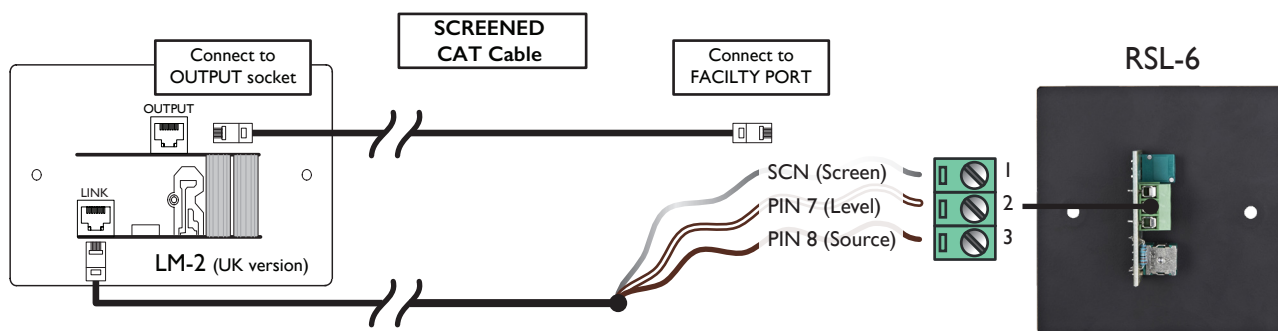 SCREENED
CAT Cable
Connect to
OUTPUT socket
Connect to
FACILTY PORT
RSL-6
OUTPUT
LINK
LM-2 (UK version)
SCN (Screen)
PIN 7 (Level)
PIN 8 (Source)
1
2
3